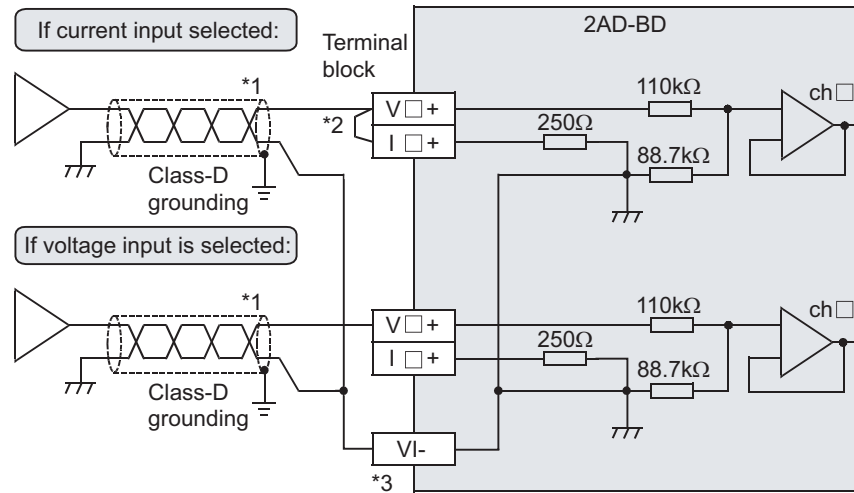 If current input selected:
2AD-BD
Terminal
block
*1
*2
V□+
I □+
110kΩ
ch□
250Ω
88.7kΩ
Class-D
grounding
If voltage input is selected:
*1
V□+
I □+
110kΩ
ch□
250Ω
88.7kΩ
Class-D
grounding
VI-
*3